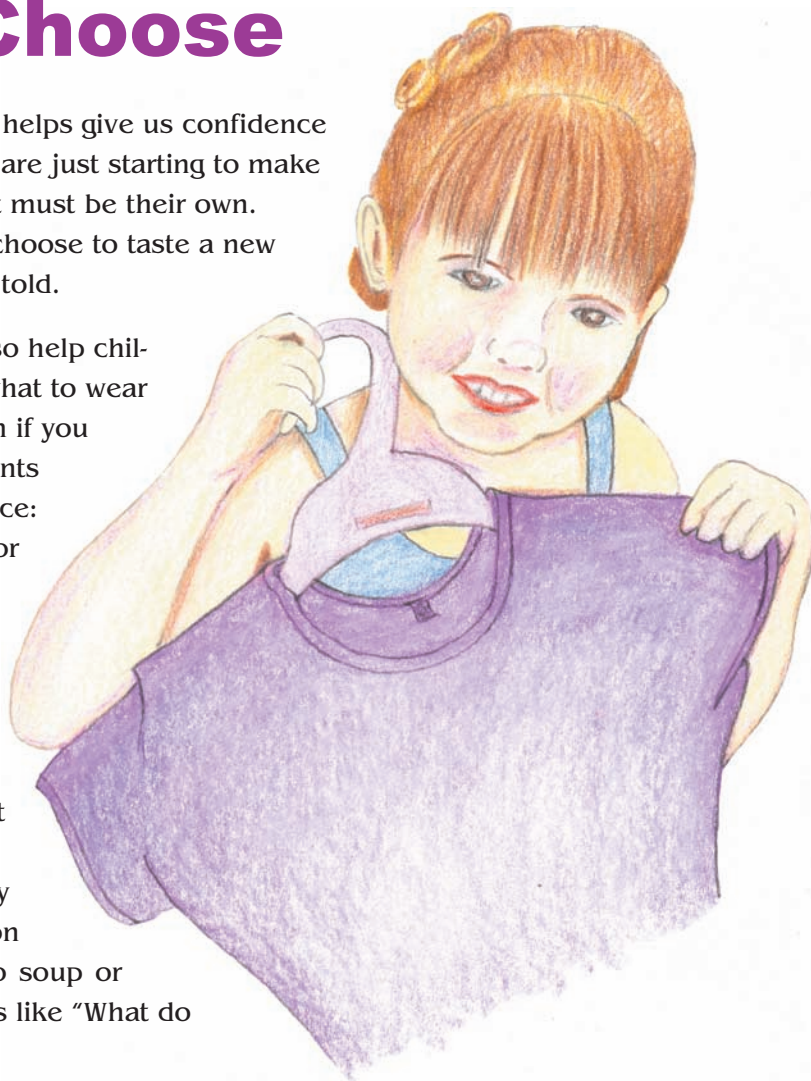 Choose
helps give us confidence
are just starting to make
must be their own.
choose to taste a new
told.
so help chil-
what to wear
if you
nts
ce:
or
t
y
on
soup or
s like “What do